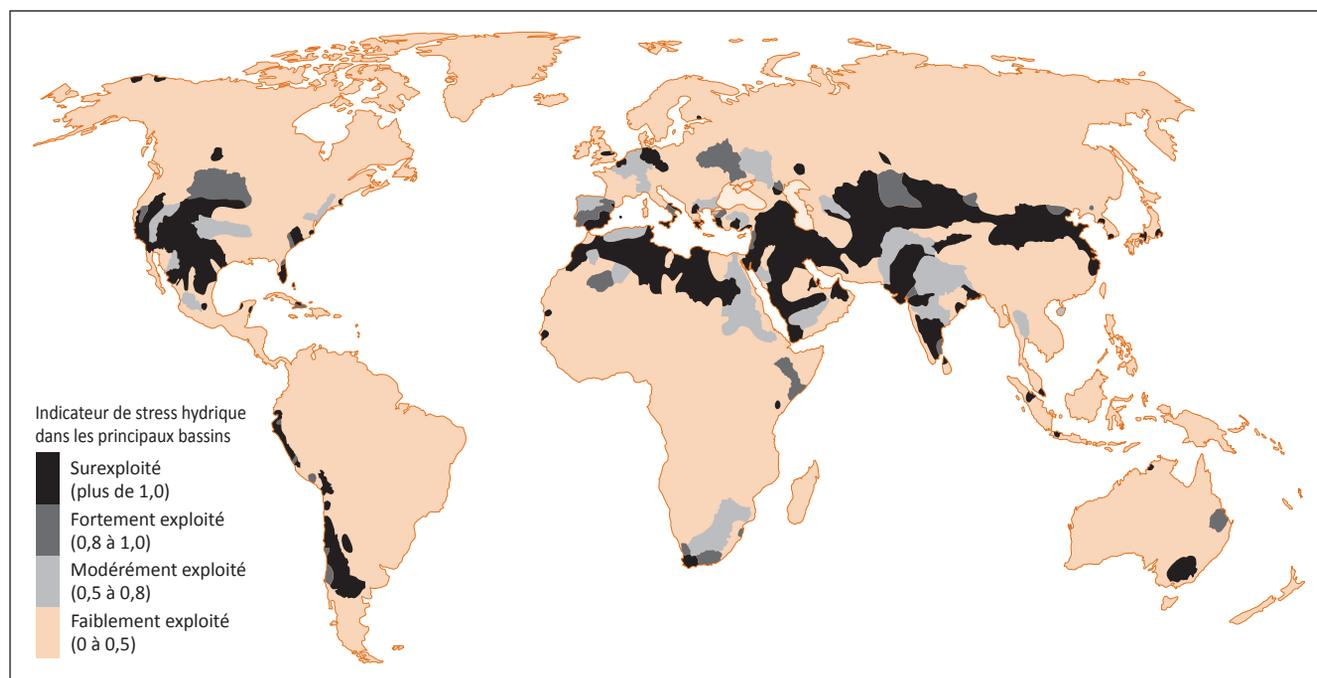 Indicateur de stress hydrique
dans les principaux bassins
Surexploité
(plus de 1,0)
Fortement exploité
(0,8 à 1,0)
Modérément exploité
(0,5 à 0,8)
Faiblement exploité
(0 à 0,5)